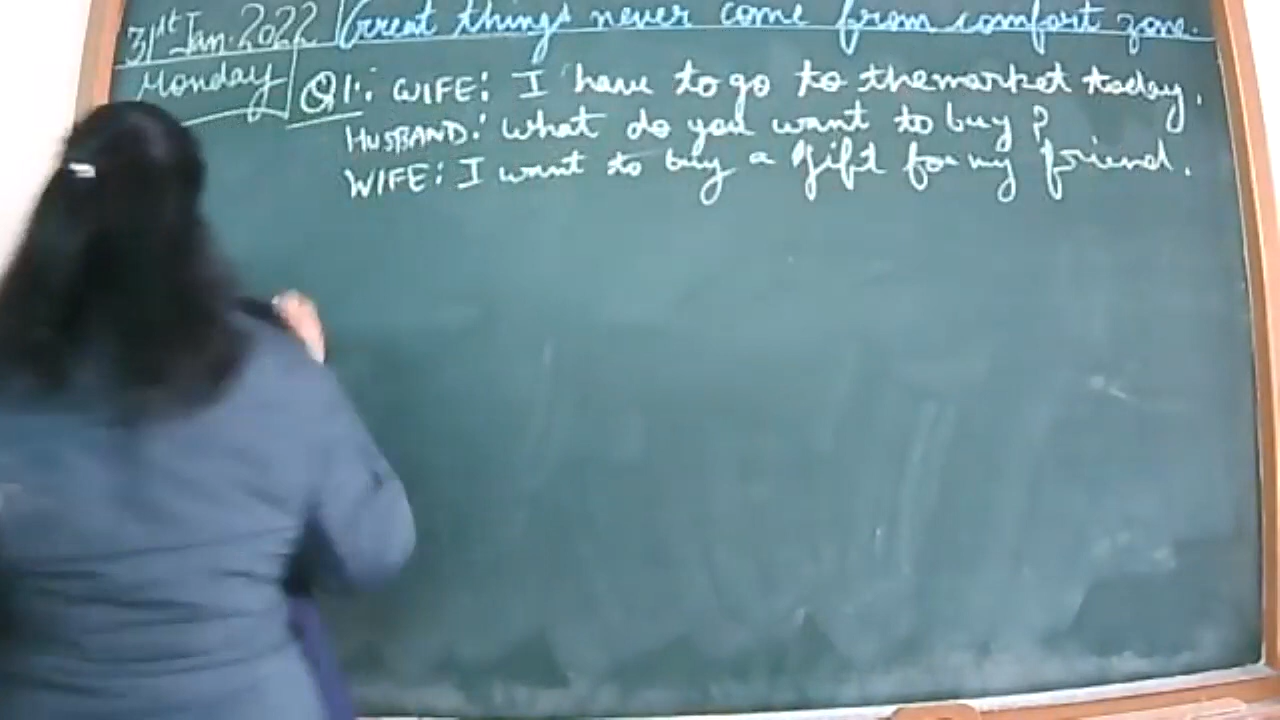 31st Jan. 2022 Great things never come from comfort zone.
Monday
Q1.: WIFE: I have to go to the market today.
HUSBAND: What do you want to buy?
WIFE: I want to buy a gift for my friend.